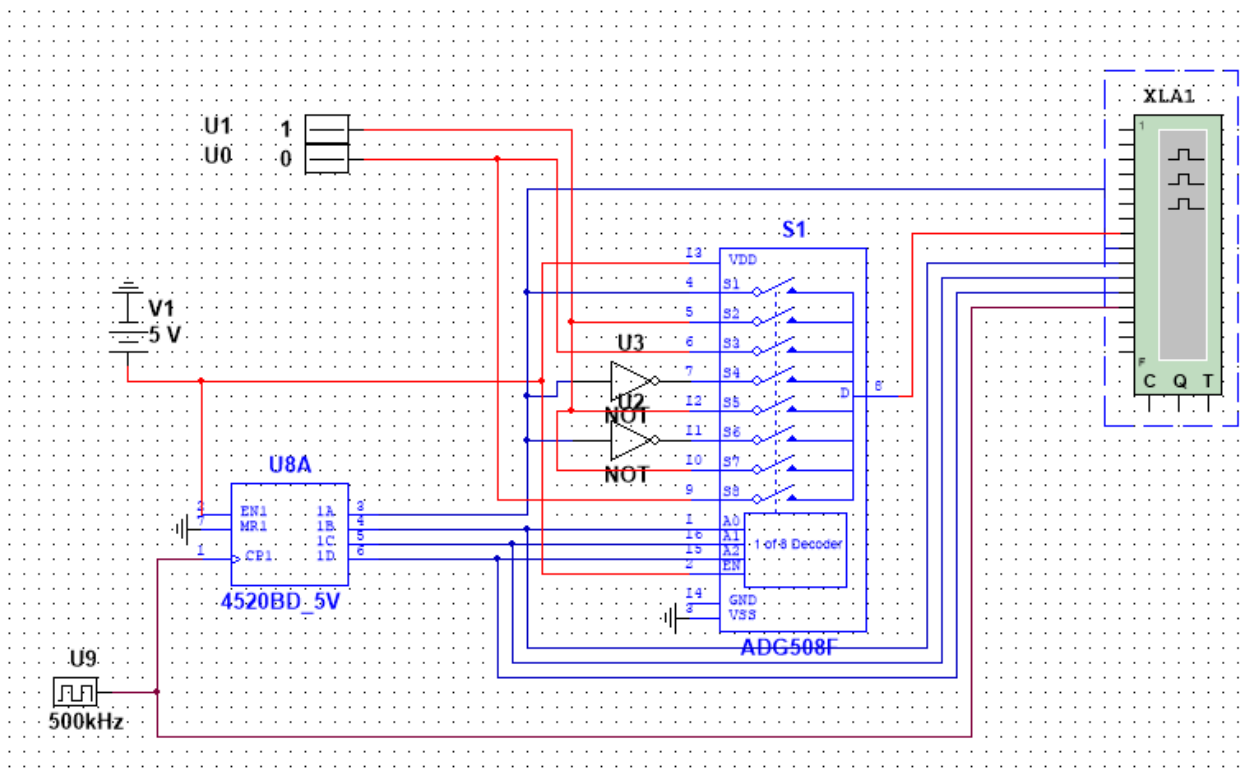 XLA1
1
U1 1
U0 0
S1
13 VDD
4 S1
5 S2
6 S3
7 S4
12 S5
11 S6
10 S7
9 S8
D 8
V1
5 V
U3
NOT
U2
NOT
F
C Q T
U8A
2 EN1 1A 3
7 MR1 1B 4
1C 5
1 CP1 1D 6
4520BD_5V
1 A0
16 A1
15 A2
2 EN
1-of-8 Decoder
14 GND
3 VSS
ADG508F
U9
500kHz